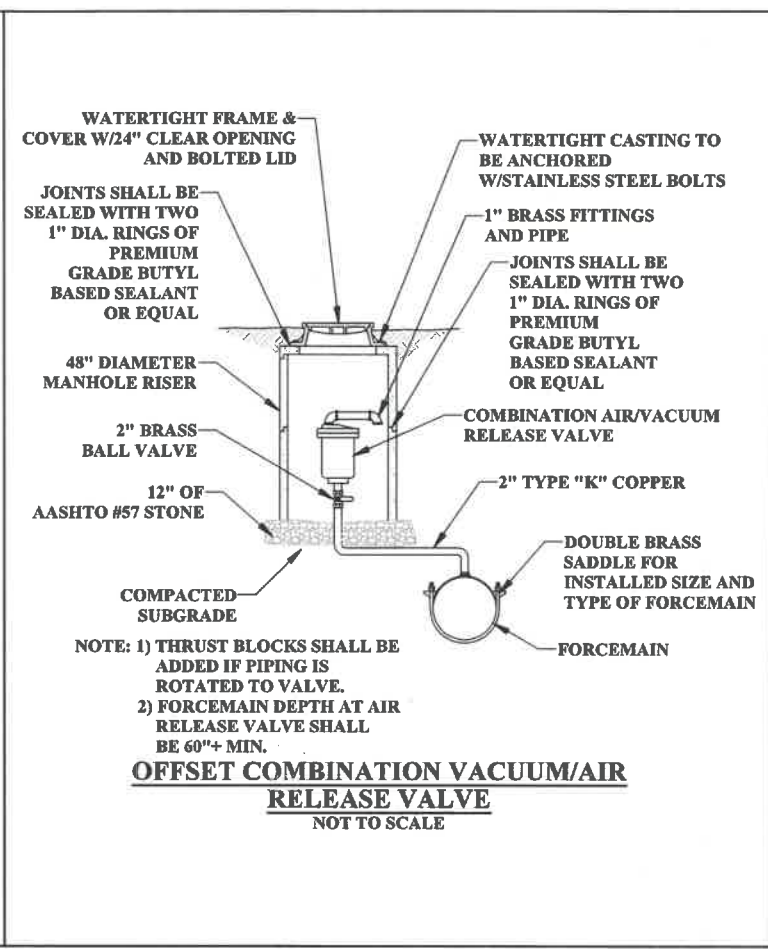 WATERTIGHT FRAME &
COVER W/24" CLEAR OPENING
AND BOLTED LID
JOINTS SHALL BE
SEALED WITH TWO
1" DIA. RINGS OF
PREMIUM
GRADE BUTYL
BASED SEALANT
OR EQUAL
48" DIAMETER
MANHOLE RISER
2" BRASS
BALL VALVE
12" OF
AASHTO #57 STONE
COMPACTED
SUBGRADE
WATERTIGHT CASTING TO
BE ANCHORED
W/STAINLESS STEEL BOLTS
1" BRASS FITTINGS
AND PIPE
JOINTS SHALL BE
SEALED WITH TWO
1" DIA. RINGS OF
PREMIUM
GRADE BUTYL
BASED SEALANT
OR EQUAL
COMBINATION AIR/VACUUM
RELEASE VALVE
2" TYPE "K" COPPER
DOUBLE BRASS
SADDLE FOR
INSTALLED SIZE AND
TYPE OF FORCEMAIN
FORCEMAIN
NOTE: 1) THRUST BLOCKS SHALL BE
ADDED IF PIPING IS
ROTATED TO VALVE.
2) FORCEMAIN DEPTH AT AIR
RELEASE VALVE SHALL
BE 60"+ MIN.
OFFSET COMBINATION VACUUM/AIR
RELEASE VALVE
NOT TO SCALE